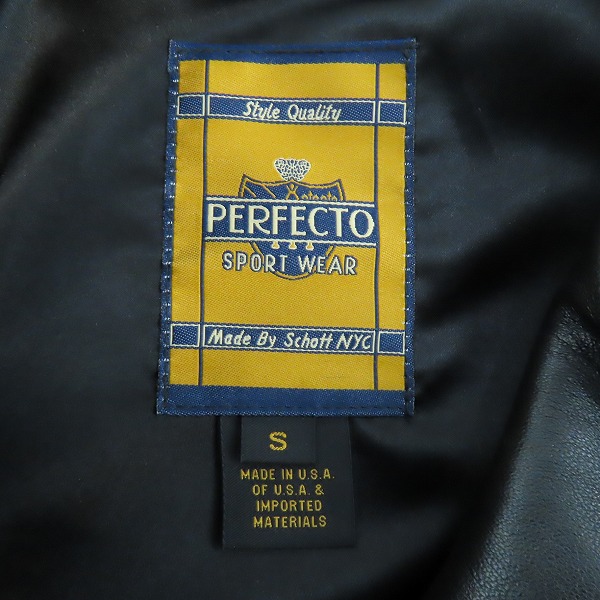 Style Quality
PERFECTO
SPORT WEAR
Made By Schott NYC
S
MADE IN U.S.A.
OF U.S.A. &
IMPORTED
MATERIALS